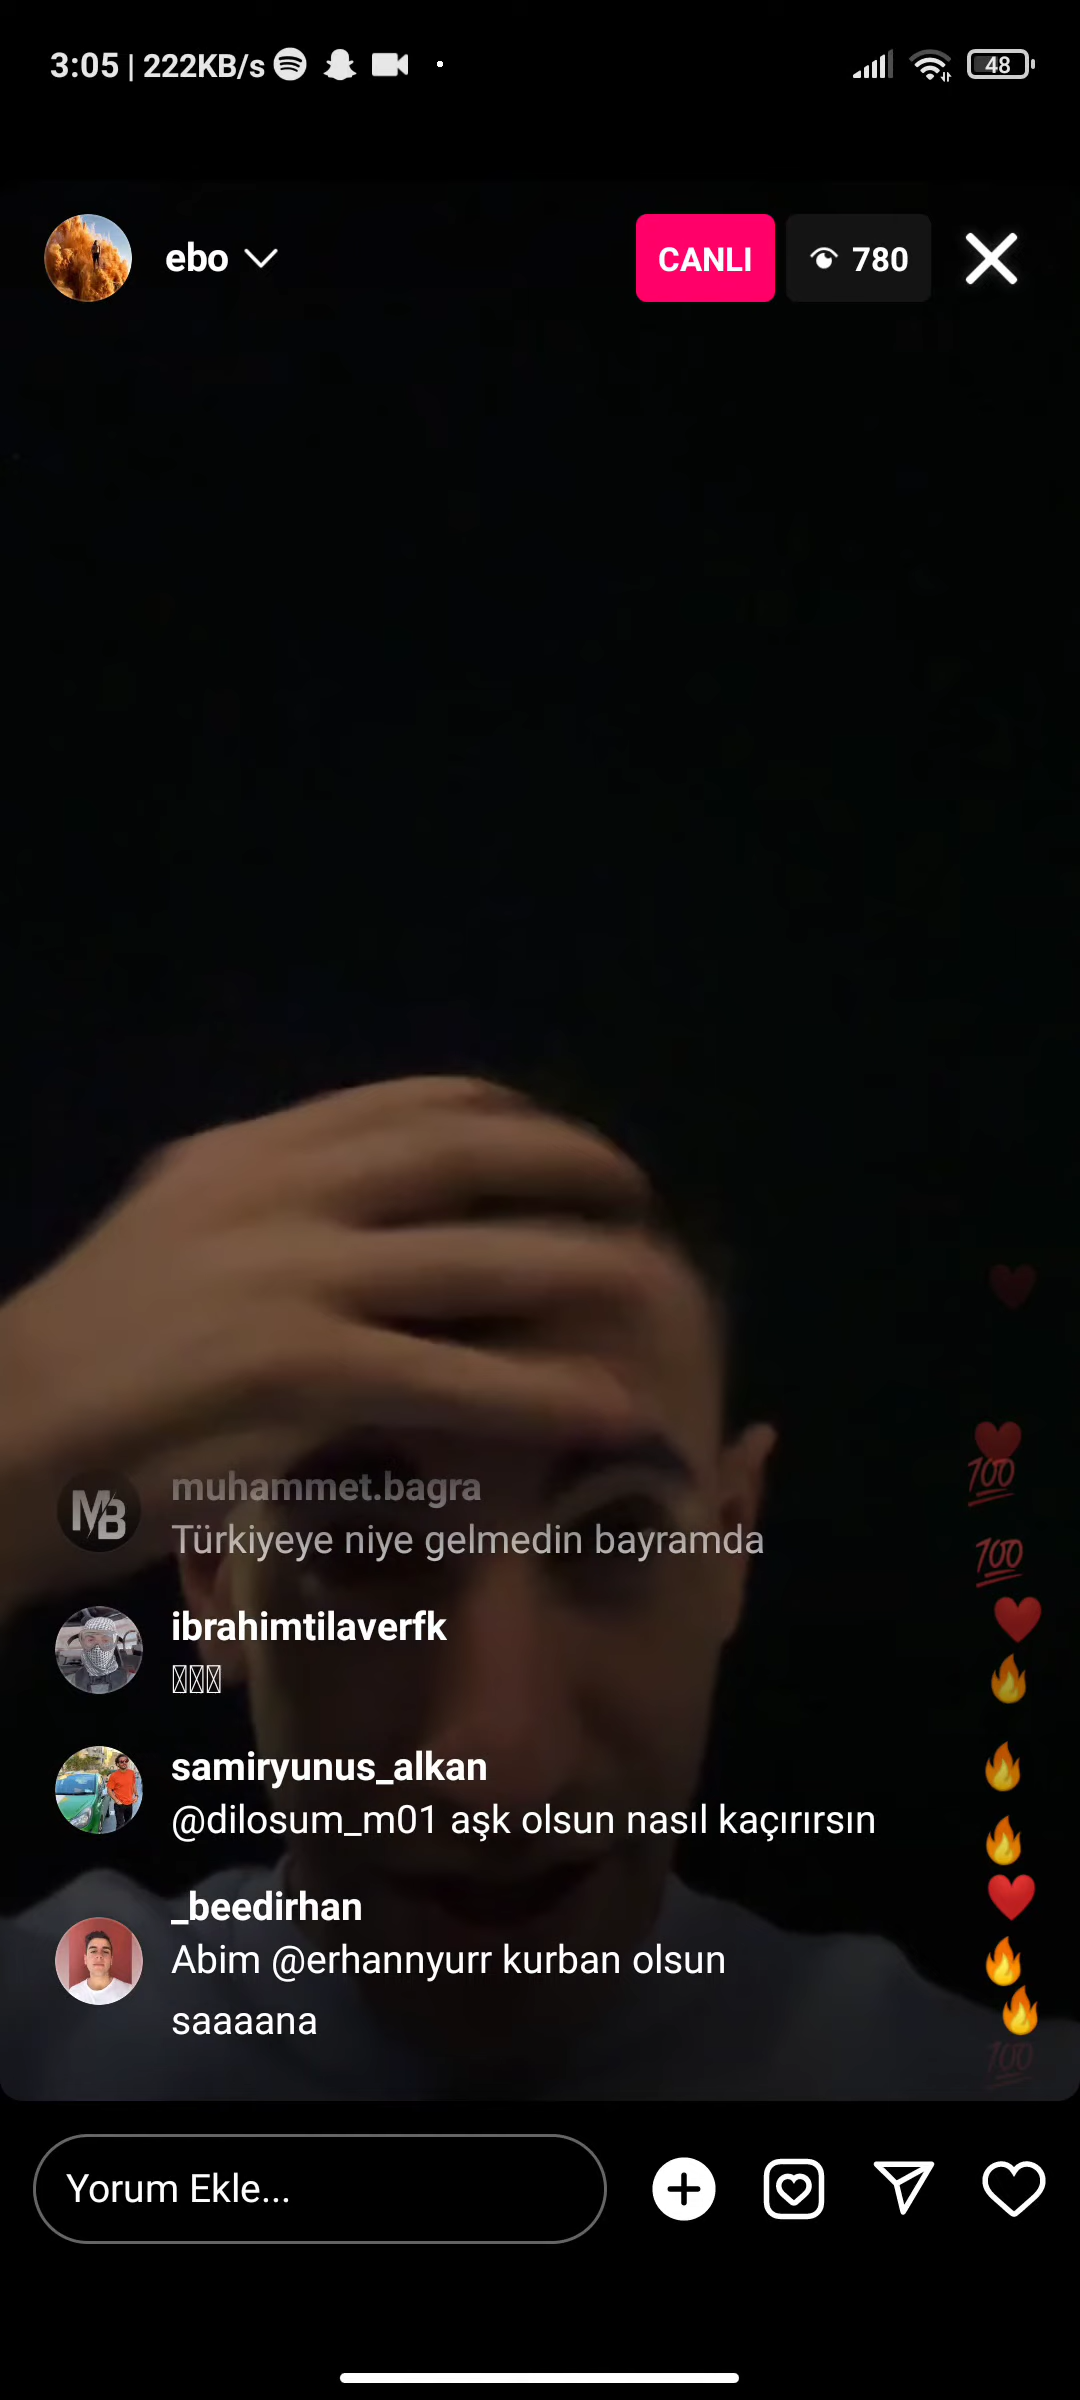 3:05 | 222KB/s
48
ebo
CANLI
780
MB
muhammet.bagra
Türkiyeye niye gelmedin bayramda
ibrahimtilaverfk
samiryunus_alkan
@dilosum_m01 aşk olsun nasıl kaçırırsın
_beedirhan
Abim @erhannyurr kurban olsun
saaaana
Yorum Ekle...